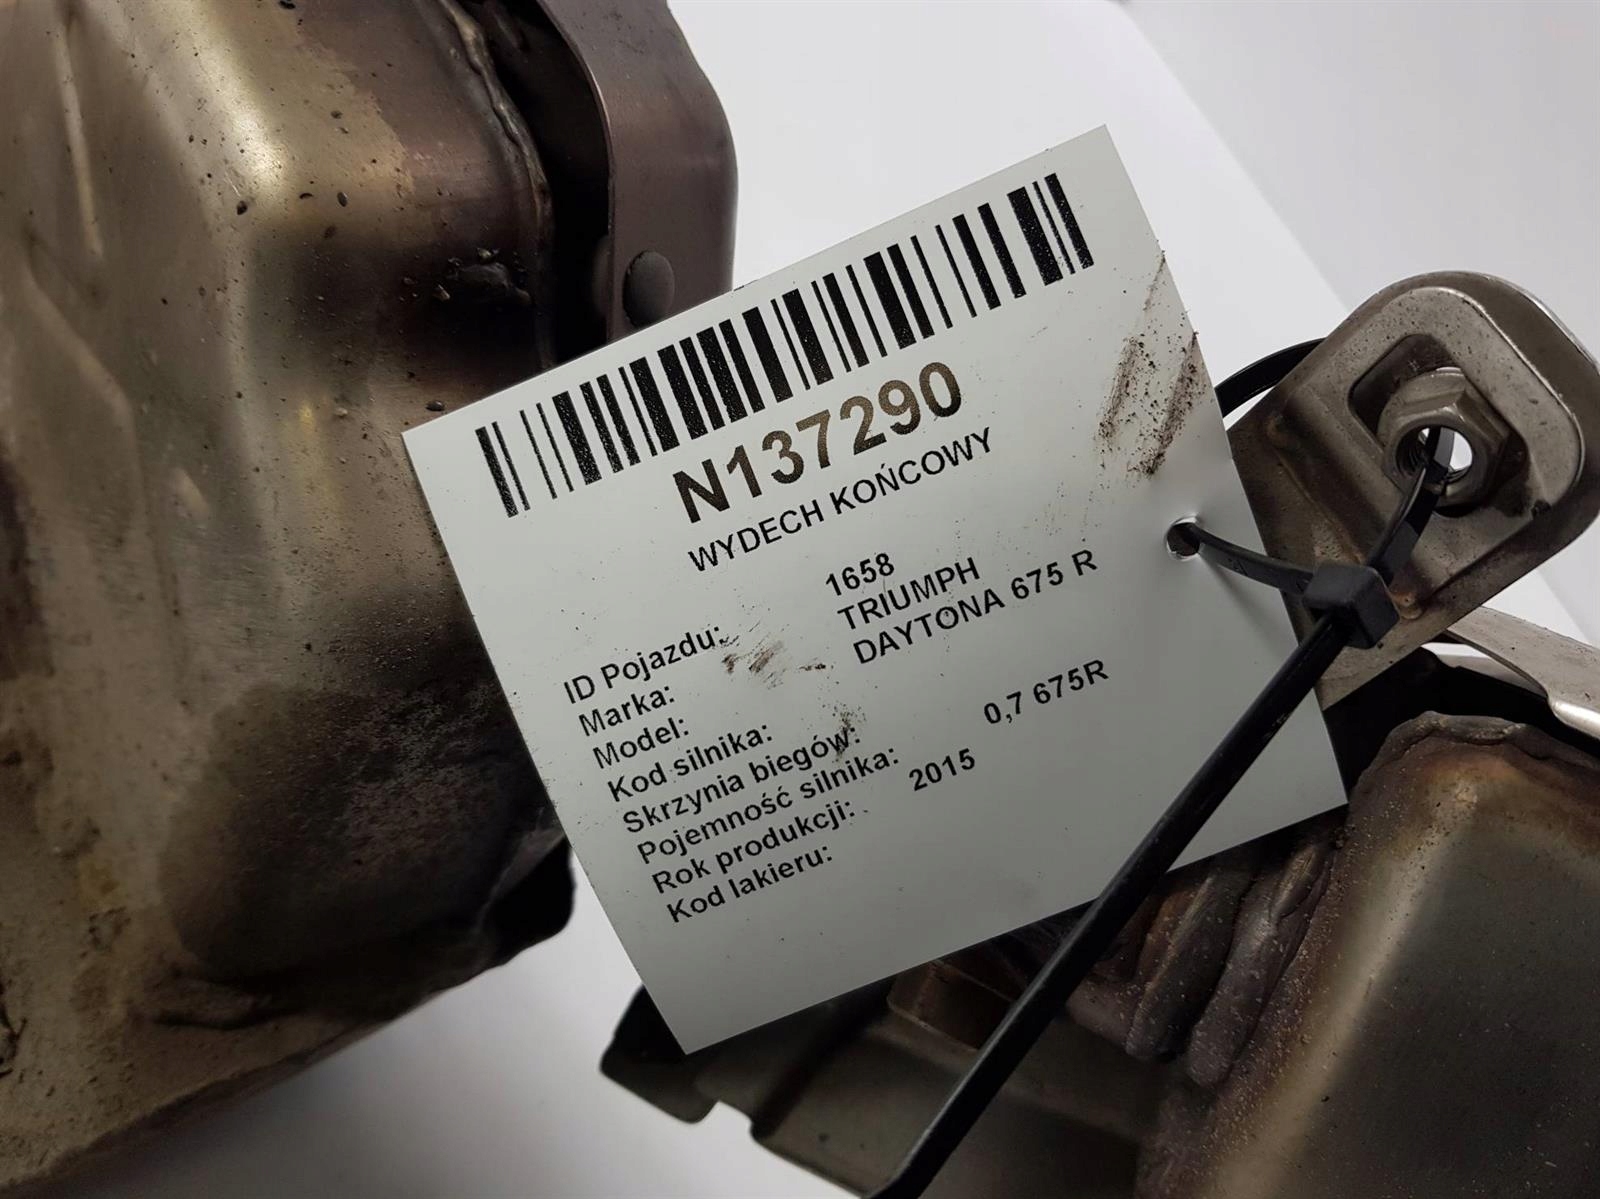 N137290
WYDECH KOŃCOWY
ID Pojazdu: 1658
Marka: TRIUMPH
Model: DAYTONA 675 R
Kod silnika:
Skrzynia biegów:
Pojemność silnika: 0,7 675R
Rok produkcji: 2015
Kod lakieru: